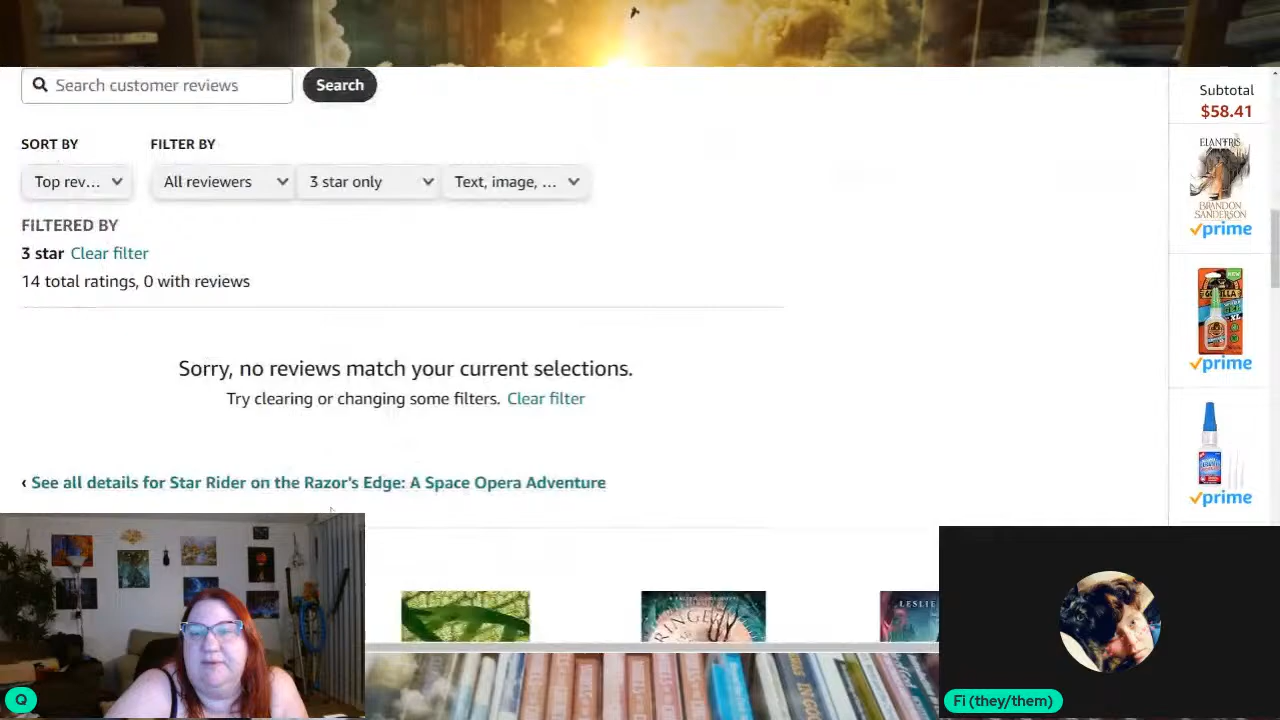 Search customer reviews
Search
SORT BY
FILTER BY
Top rev...
All reviewers
3 star only
Text, image, ...
FILTERED BY
3 star Clear filter
14 total ratings, 0 with reviews
Sorry, no reviews match your current selections.
Try clearing or changing some filters. Clear filter
‹ See all details for Star Rider on the Razor's Edge: A Space Opera Adventure
Subtotal
$58.41
ELANTRIS
BRANDON
SANDERSON
prime
GORILLA
prime
prime
LESLIE
Q
Fi (they/them)